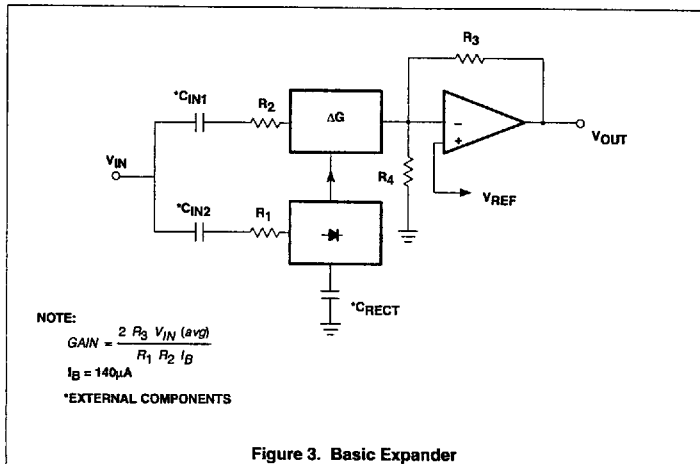 R3
*CIN1
R2
ΔG
−
+
VOUT
VIN
R4
VREF
*CIN2
R1
*CRECT
NOTE:
GAIN = 2 R3 VIN (avg) / R1 R2 IB
IB = 140µA
*EXTERNAL COMPONENTS
Figure 3. Basic Expander